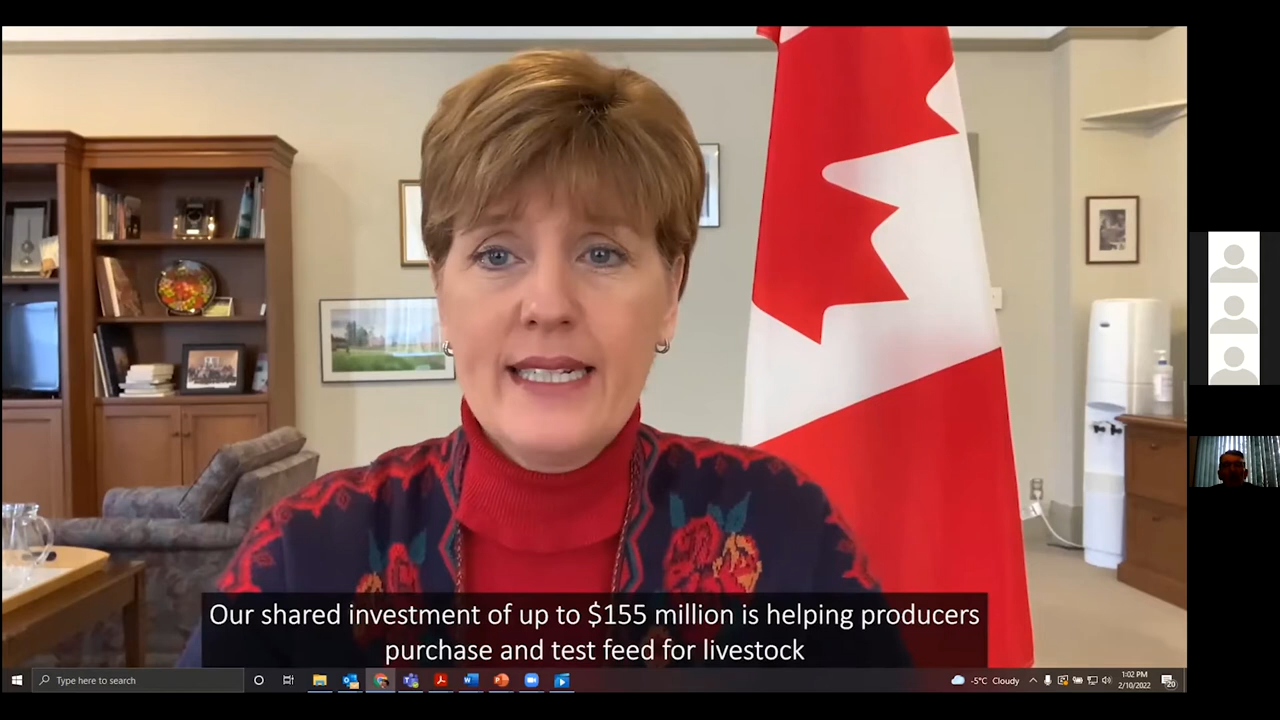 Our shared investment of up to $155 million is helping producers
purchase and test feed for livestock
Type here to search
-5°C Cloudy
1:02 PM
2/10/2022
20